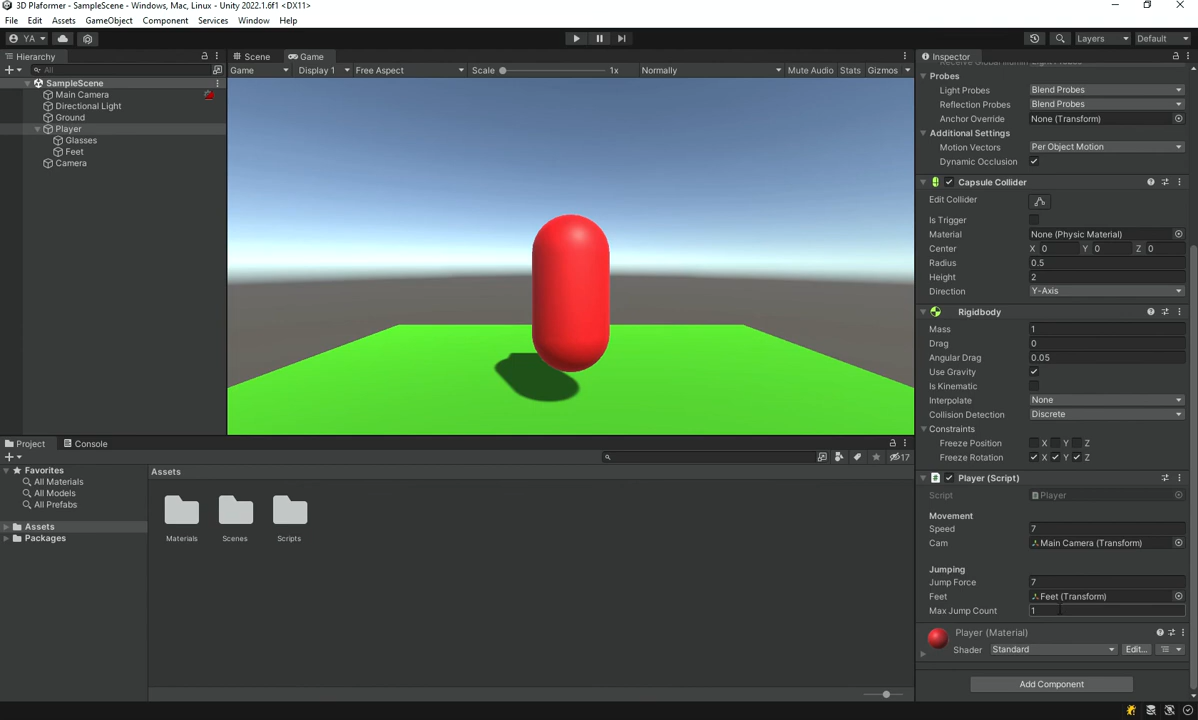 3D Plaformer - SampleScene - Windows, Mac, Linux - Unity 2022.1.6f1 <DX11>
File Edit Assets GameObject Component Services Window Help
YA Layers Default
Hierarchy
All
SampleScene
Main Camera
Directional Light
Ground
Player
Glasses
Feet
Camera
Scene Game
Game Display 1 Free Aspect Scale 1x Normally Mute Audio Stats Gizmos
Project Console
17
Favorites
All Materials
All Models
All Prefabs
Assets
Packages
Assets
Materials Scenes Scripts
Inspector
Probes
Light Probes Blend Probes
Reflection Probes Blend Probes
Anchor Override None (Transform)
Additional Settings
Motion Vectors Per Object Motion
Dynamic Occlusion
Capsule Collider
Edit Collider
Is Trigger
Material None (Physic Material)
Center X 0 Y 0 Z 0
Radius 0.5
Height 2
Direction Y-Axis
Rigidbody
Mass 1
Drag 0
Angular Drag 0.05
Use Gravity
Is Kinematic
Interpolate None
Collision Detection Discrete
Constraints
Freeze Position X Y Z
Freeze Rotation X Y Z
Player (Script)
Script Player
Movement
Speed 7
Cam Main Camera (Transform)
Jumping
Jump Force 7
Feet Feet (Transform)
Max Jump Count 1
Player (Material)
Shader Standard Edit...
Add Component